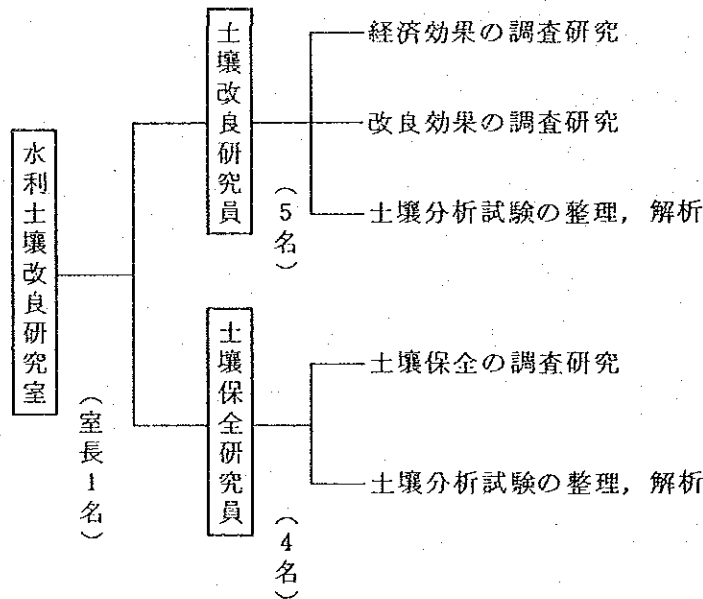 水利土壌改良研究室
（室長1名）
土壌改良研究員
（5名）
経済効果の調査研究
改良効果の調査研究
土壌分析試験の整理，解析
土壌保全研究員
（4名）
土壌保全の調査研究
土壌分析試験の整理，解析